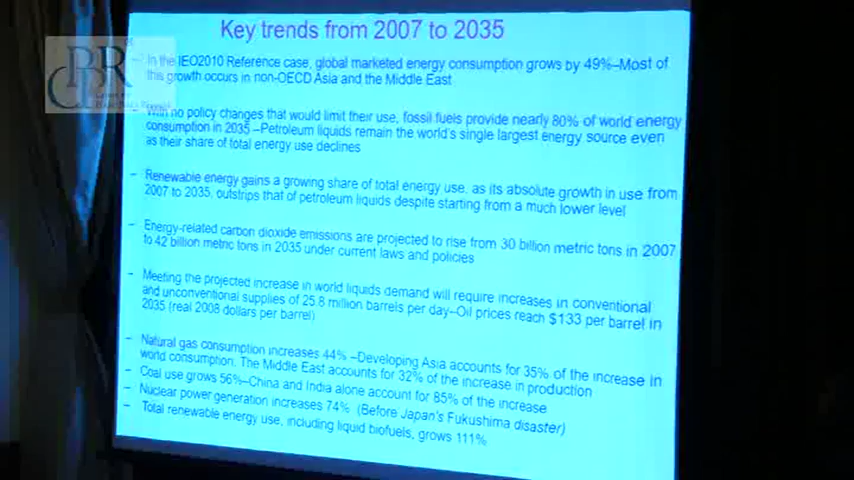 Key trends from 2007 to 2035
– In the IEO2010 Reference case, global marketed energy consumption grows by 49%–Most of
this growth occurs in non-OECD Asia and the Middle East
– With no policy changes that would limit their use, fossil fuels provide nearly 80% of world energy
consumption in 2035 –Petroleum liquids remain the world's single largest energy source even
as their share of total energy use declines
– Renewable energy gains a growing share of total energy use, as its absolute growth in use from
2007 to 2035, outstrips that of petroleum liquids despite starting from a much lower level
– Energy-related carbon dioxide emissions are projected to rise from 30 billion metric tons in 2007
to 42 billion metric tons in 2035 under current laws and policies
– Meeting the projected increase in world liquids demand will require increases in conventional
and unconventional supplies of 25.8 million barrels per day–Oil prices reach $133 per barrel in
2035 (real 2008 dollars per barrel)
– Natural gas consumption increases 44% –Developing Asia accounts for 35% of the increase in
world consumption. The Middle East accounts for 32% of the increase in production
– Coal use grows 56%–China and India alone account for 85% of the increase
– Nuclear power generation increases 74% (Before Japan's Fukushima disaster)
– Total renewable energy use, including liquid biofuels, grows 111%